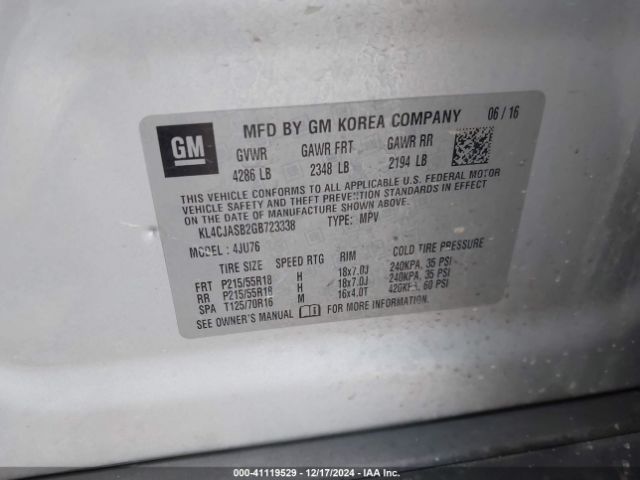 MFD BY GM KOREA COMPANY 06/16
GM
GVWR GAWR FRT GAWR RR
4286 LB 2348 LB 2194 LB
THIS VEHICLE CONFORMS TO ALL APPLICABLE U.S. FEDERAL MOTOR
VEHICLE SAFETY AND THEFT PREVENTION STANDARDS IN EFFECT
ON THE DATE OF MANUFACTURE SHOWN ABOVE.
KL4CJASB2GB723338 TYPE: MPV
MODEL: 4JU76
TIRE SIZE SPEED RTG RIM COLD TIRE PRESSURE
FRT P215/55R18 H 18x7.0J 240KPA, 35 PSI
RR P215/55R18 H 18x7.0J 240KPA, 35 PSI
SPA T125/70R16 M 16x4.0T 420KPA, 60 PSI
SEE OWNER'S MANUAL FOR MORE INFORMATION.
000-41119529 - 12/17/2024 - IAA Inc.